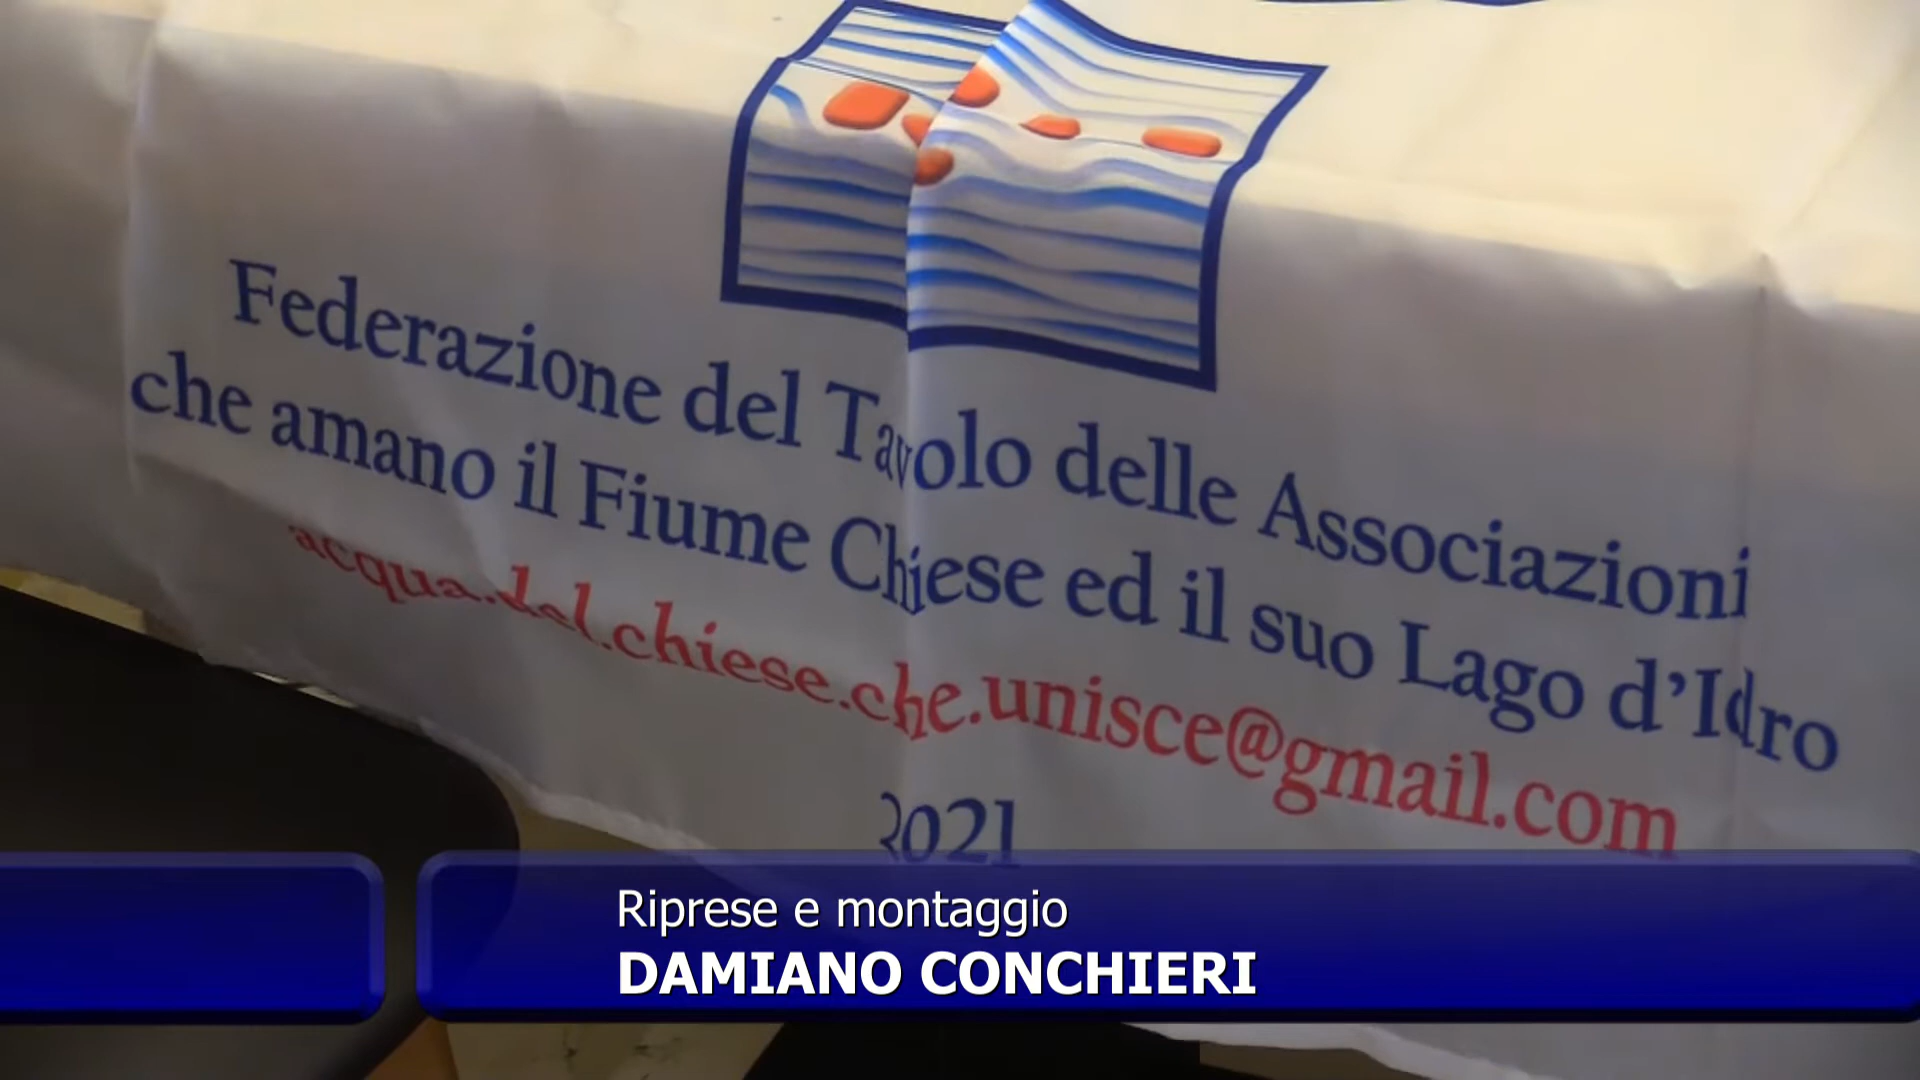 Federazione del Tavolo delle Associazioni
che amano il Fiume Chiese ed il suo Lago d'Idro
acqua.del.chiese.che.unisce@gmail.com
2021
Riprese e montaggio
DAMIANO CONCHIERI